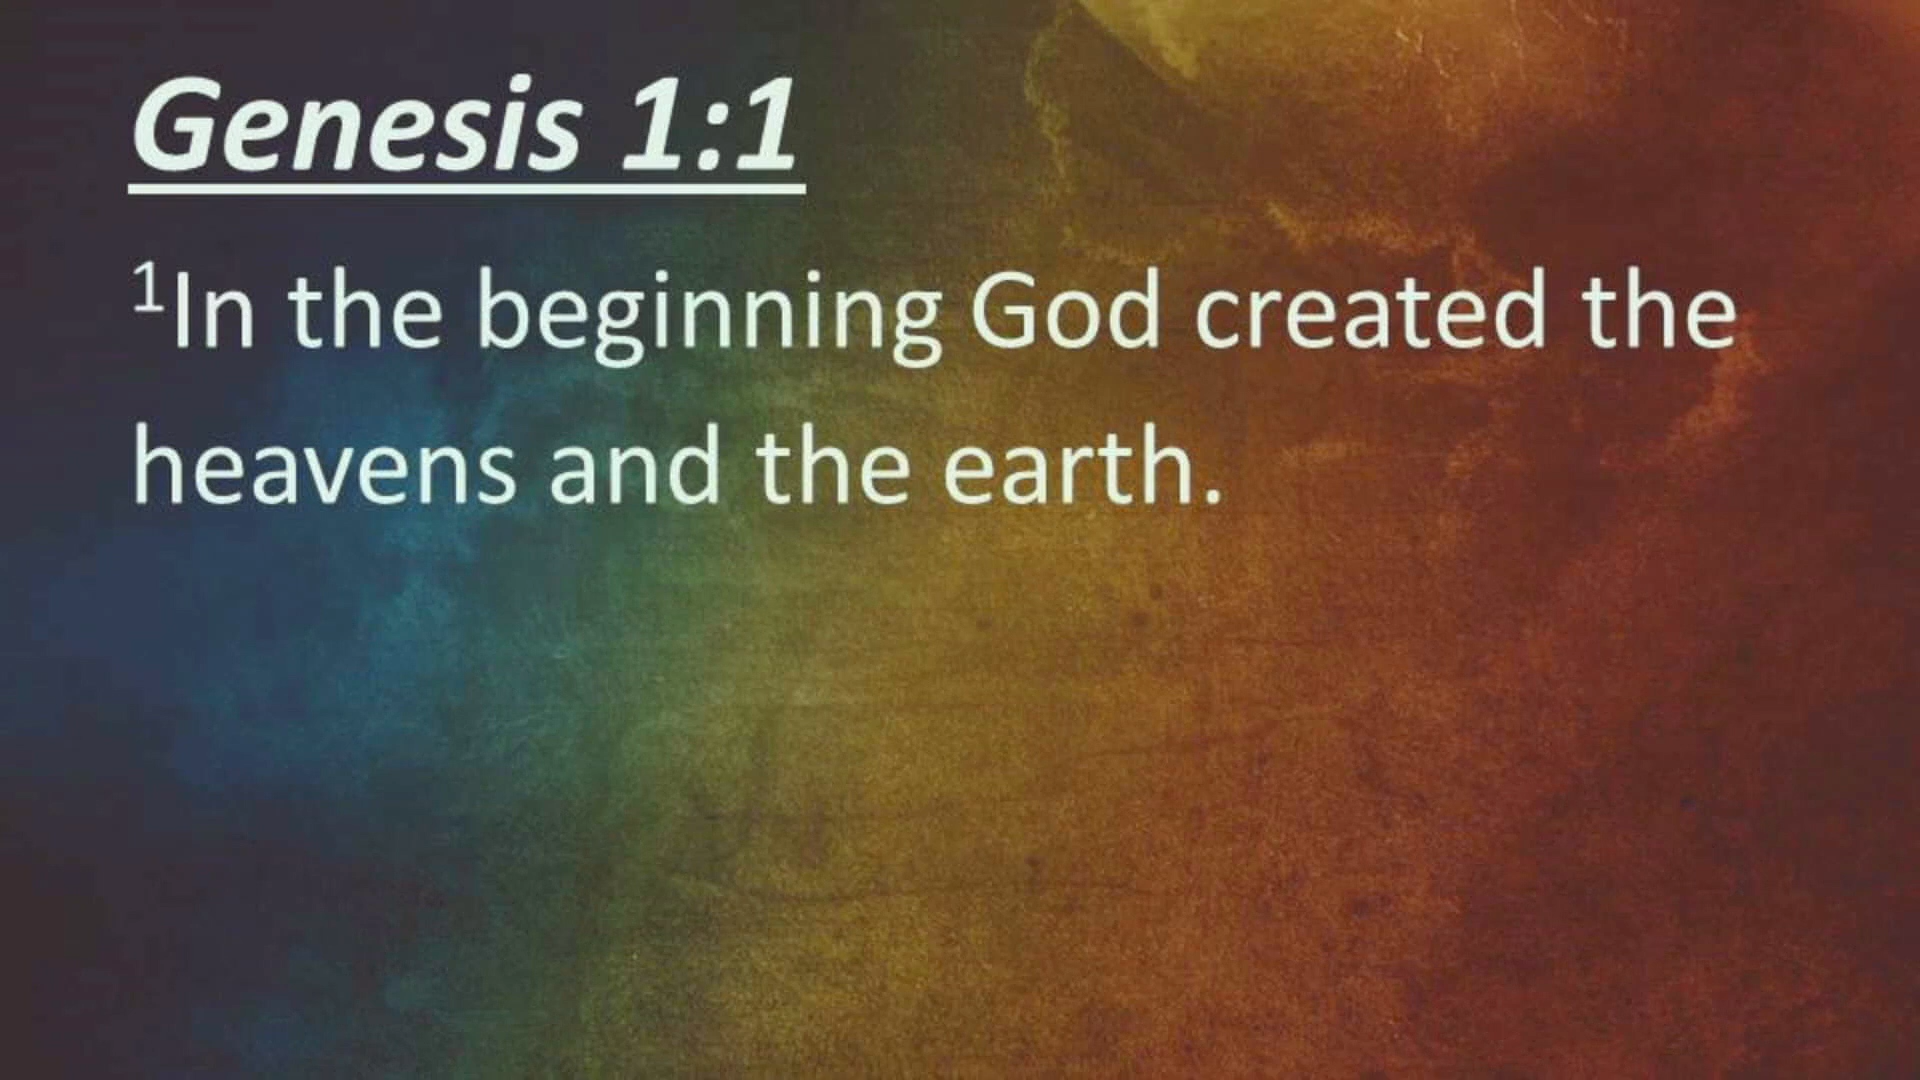 Genesis 1:1
¹In the beginning God created the
heavens and the earth.